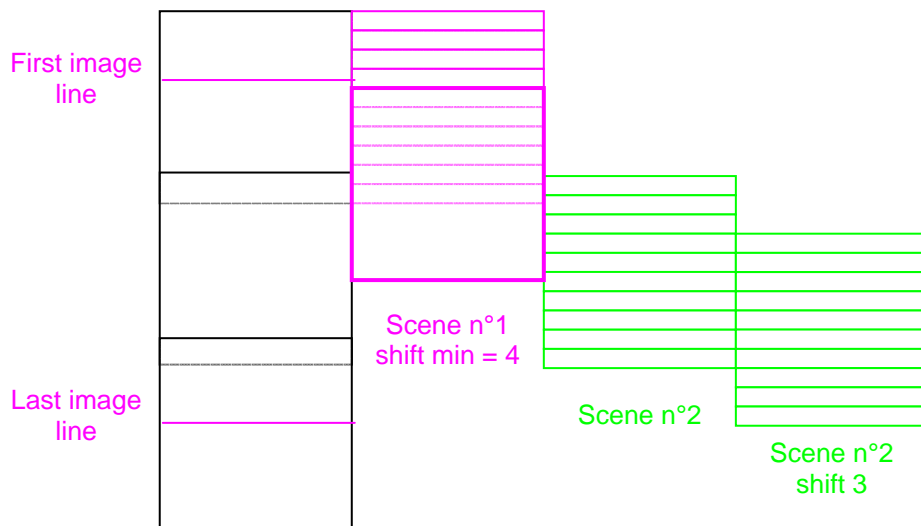 First image
line
Scene n°1
shift min = 4
Last image
line
Scene n°2
Scene n°2
shift 3